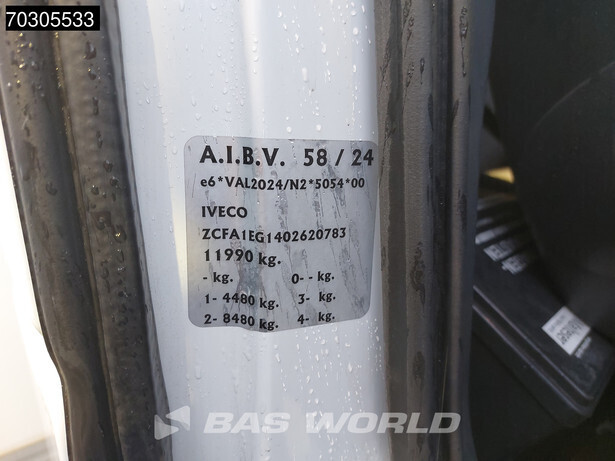 70305533
A.I.B.V. 58 / 24
e6*VAL2024/N2*5054*00
IVECO
ZCFA1EG1402620783
11990 kg.
- kg. 0- - kg.
1- 4480 kg. 3- kg.
2- 8480 kg. 4- kg.
BAS WORLD